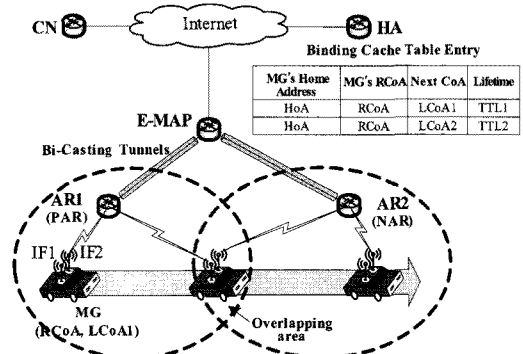 CN
Internet
HA
Binding Cache Table Entry
MG's Home Address
MG's RCoA
Next CoA
Lifetime
HoA
RCoA
LCoA1
TTL1
HoA
RCoA
LCoA2
TTL2
E-MAP
Bi-Casting Tunnels
AR1
(PAR)
AR2
(NAR)
IF1
IF2
MG
(RCoA, LCoA1)
Overlapping
area